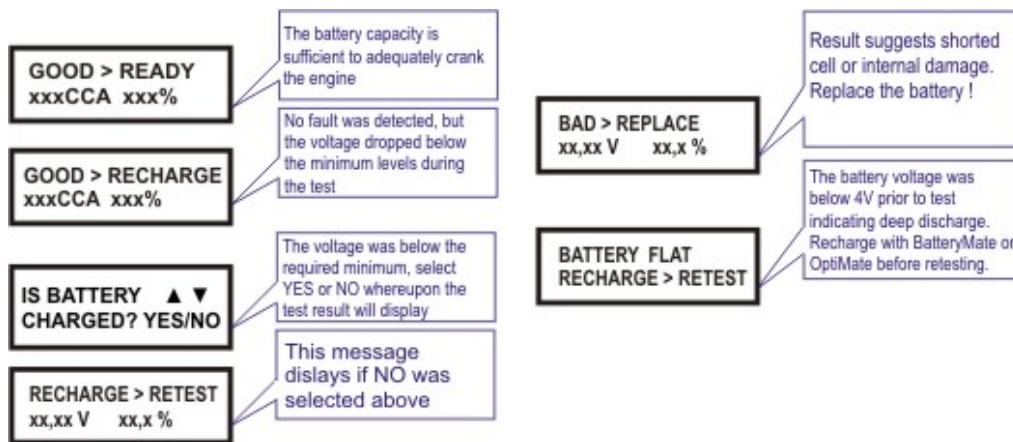 GOOD > READY
xxxCCA xxx%
The battery capacity is
sufficient to adequately crank
the engine
GOOD > RECHARGE
xxxCCA xxx%
No fault was detected, but
the voltage dropped below
the minimum levels during
the test
IS BATTERY ▲ ▼
CHARGED? YES/NO
The voltage was below the
required minimum, select
YES or NO whereupon the
test result will display
RECHARGE > RETEST
xx,xx V xx,x %
This message
dislays if NO was
selected above
BAD > REPLACE
xx,xx V xx,x %
Result suggests shorted
cell or internal damage.
Replace the battery !
BATTERY FLAT
RECHARGE > RETEST
The battery voltage was
below 4V prior to test
indicating deep discharge.
Recharge with BatteryMate or
OptiMate before retesting.